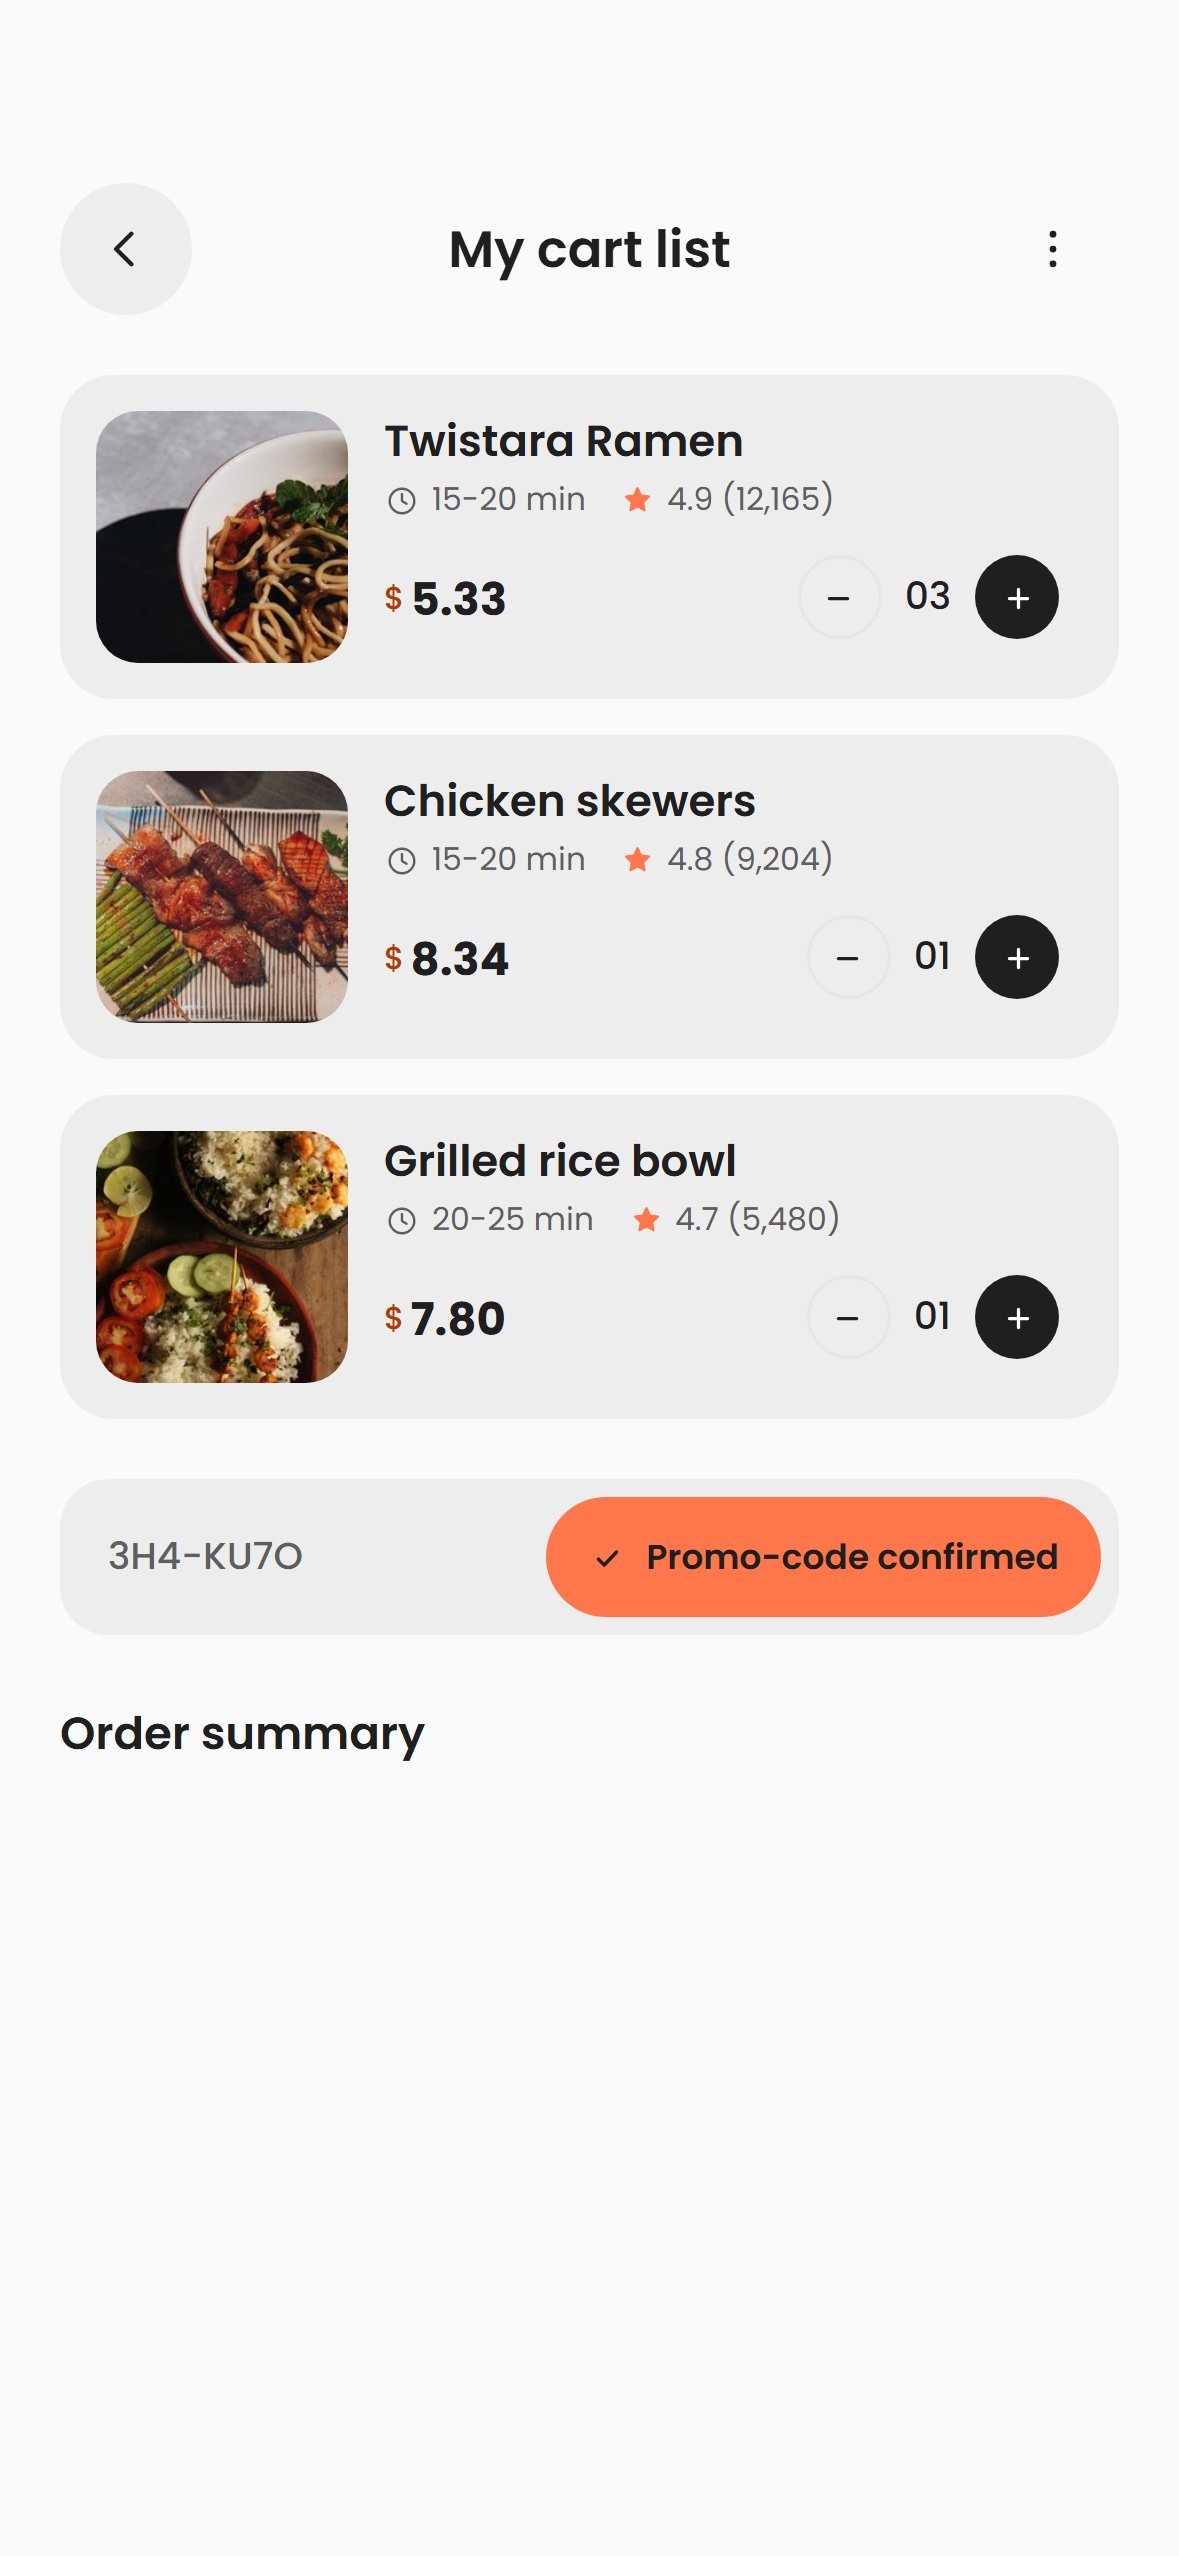 My cart list
Twistara Ramen
15-20 min 4.9 (12,165)
$ 5.33 − 03 +
Chicken skewers
15-20 min 4.8 (9,204)
$ 8.34 − 01 +
Grilled rice bowl
20-25 min 4.7 (5,480)
$ 7.80 − 01 +
3H4-KU7O Promo-code confirmed
Order summary